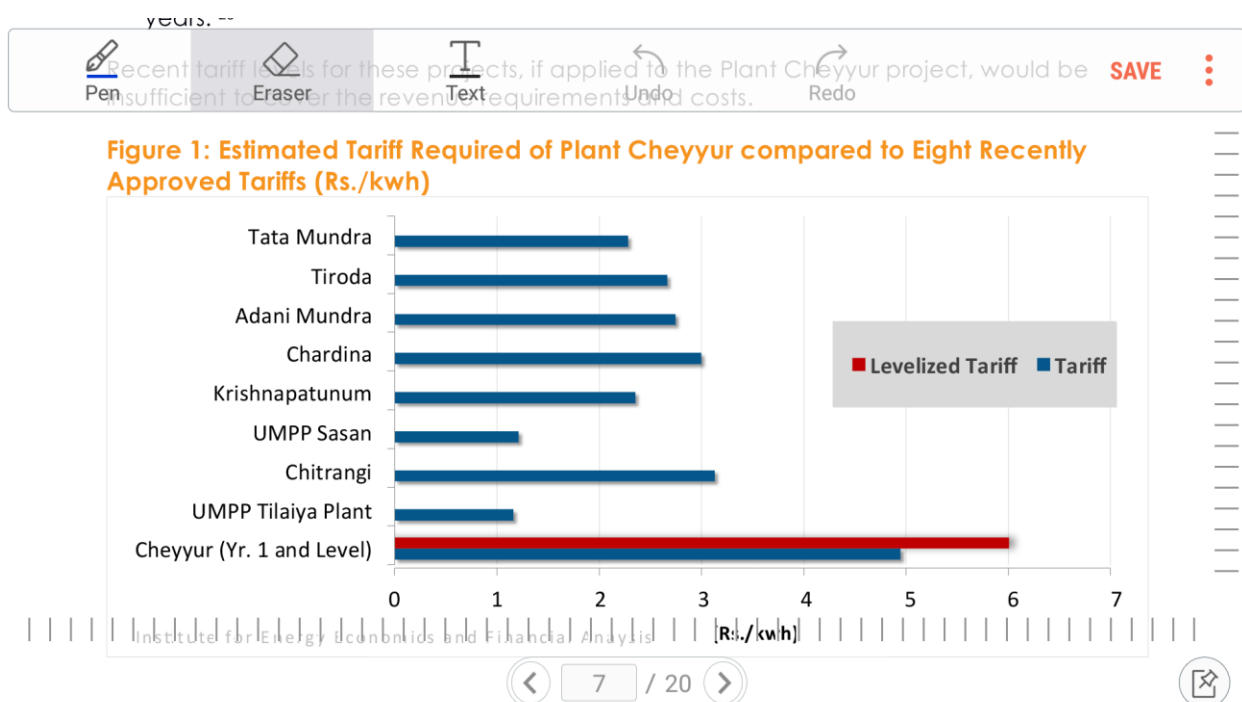 years.
Recent tariff levels for these projects, if applied to the Plant Cheyyur project, would be
insufficient to cover the revenue requirements and costs.
Pen
Eraser
Text
Undo
Redo
SAVE
Figure 1: Estimated Tariff Required of Plant Cheyyur compared to Eight Recently
Approved Tariffs (Rs./kwh)
Tata Mundra
Tiroda
Adani Mundra
Chardina
Krishnapatunum
UMPP Sasan
Chitrangi
UMPP Tilaiya Plant
Cheyyur (Yr. 1 and Level)
Levelized Tariff Tariff
0 1 2 3 4 5 6 7
(Rs./kwh)
Institute for Energy Economics and Financial Anaysis
7 / 20